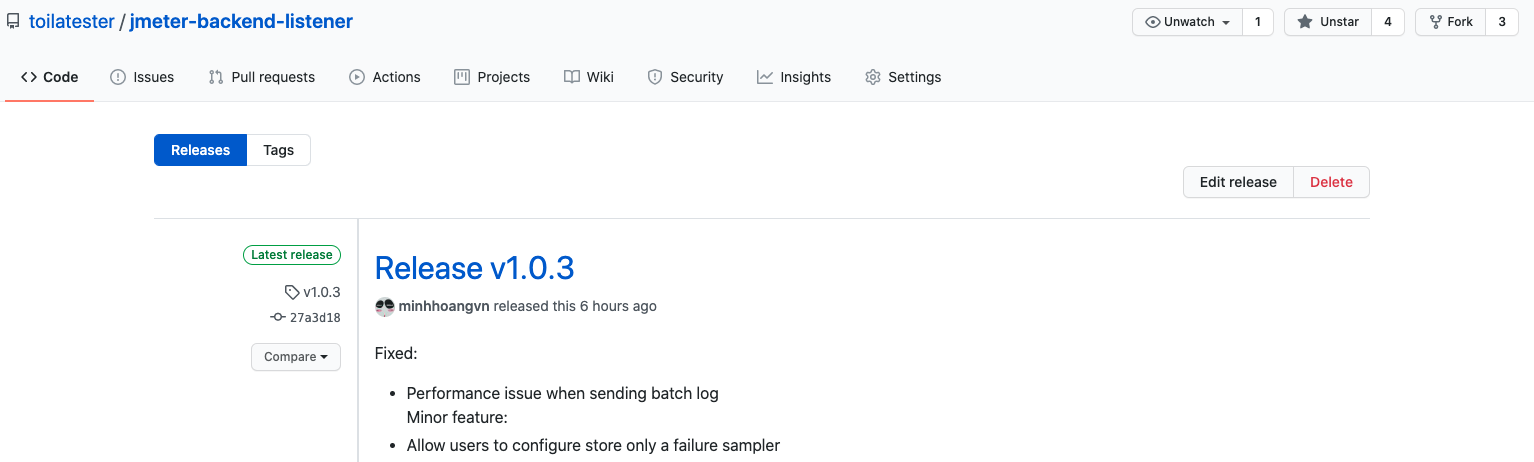 toilatester / jmeter-backend-listener
Unwatch 1 Unstar 4 Fork 3
Code Issues Pull requests Actions Projects Wiki Security Insights Settings
Releases Tags
Edit release Delete
Latest release
v1.0.3
27a3d18
Compare
Release v1.0.3
minhhoangvn released this 6 hours ago
Fixed:
• Performance issue when sending batch log
Minor feature:
• Allow users to configure store only a failure sampler